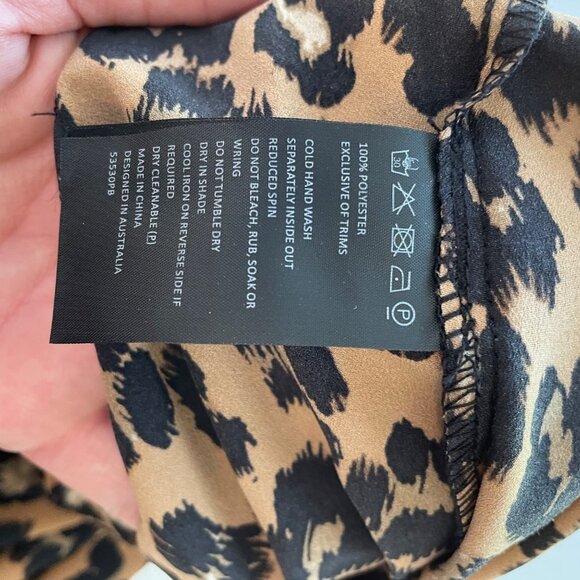 30
P
100% POLYESTER
EXCLUSIVE OF TRIMS
COLD HAND WASH
SEPARATELY INSIDE OUT
REDUCED SPIN
DO NOT BLEACH, RUB, SOAK OR
WRING
DO NOT TUMBLE DRY
DRY IN SHADE
COOL IRON ON REVERSE SIDE IF
REQUIRED
DRY CLEANABLE (P)
MADE IN CHINA
DESIGNED IN AUSTRALIA
53530PB